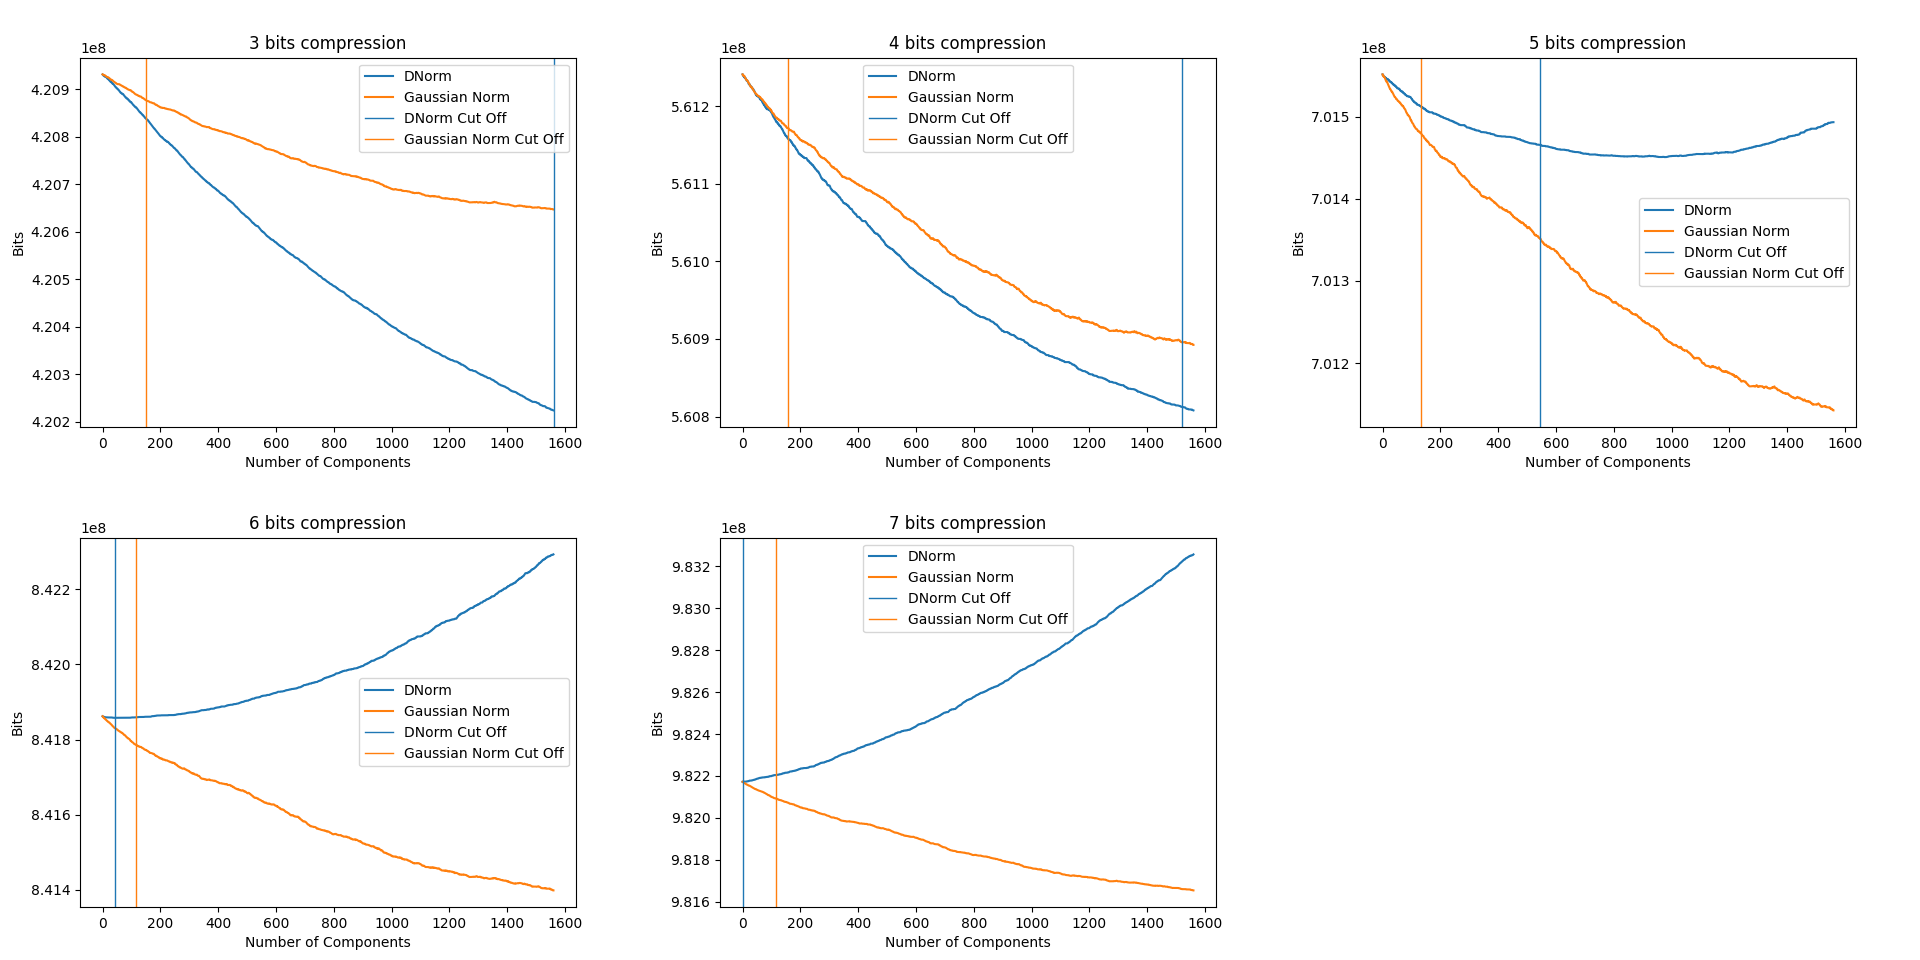 3 bits compression
1e8
4.209
4.208
4.207
4.206
4.205
4.204
4.203
4.202
Bits
DNorm
Gaussian Norm
DNorm Cut Off
Gaussian Norm Cut Off
0 200 400 600 800 1000 1200 1400 1600
Number of Components
4 bits compression
1e8
5.612
5.611
5.610
5.609
5.608
Bits
DNorm
Gaussian Norm
DNorm Cut Off
Gaussian Norm Cut Off
0 200 400 600 800 1000 1200 1400 1600
Number of Components
5 bits compression
1e8
7.015
7.014
7.013
7.012
Bits
DNorm
Gaussian Norm
DNorm Cut Off
Gaussian Norm Cut Off
0 200 400 600 800 1000 1200 1400 1600
Number of Components
6 bits compression
1e8
8.422
8.420
8.418
8.416
8.414
Bits
DNorm
Gaussian Norm
DNorm Cut Off
Gaussian Norm Cut Off
0 200 400 600 800 1000 1200 1400 1600
Number of Components
7 bits compression
1e8
9.832
9.830
9.828
9.826
9.824
9.822
9.820
9.818
9.816
Bits
DNorm
Gaussian Norm
DNorm Cut Off
Gaussian Norm Cut Off
0 200 400 600 800 1000 1200 1400 1600
Number of Components